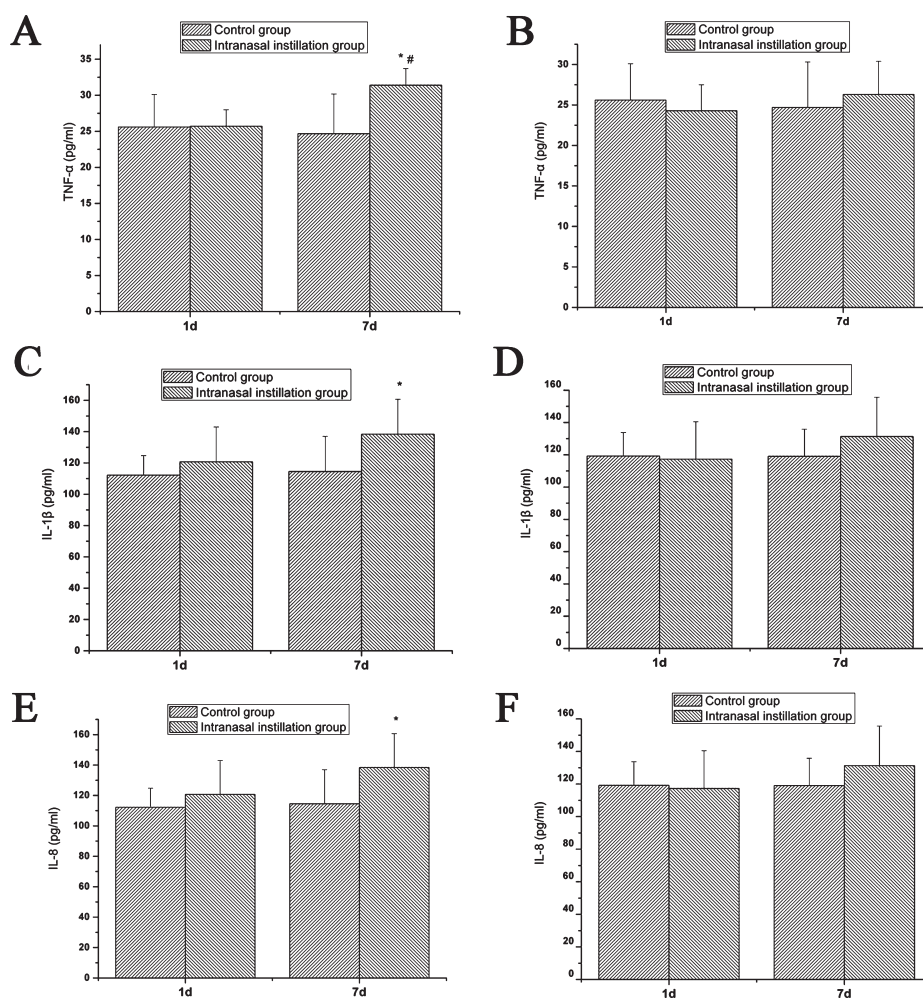 A
Control group
Intranasal instillation group
* #
35
30
25
20
15
10
5
0
TNF-α (pg/ml)
1d
7d
B
Control group
Intranasal instillation group
30
25
20
15
10
5
0
TNF-α (pg/ml)
1d
7d
C
Control group
Intranasal instillation group
*
160
140
120
100
80
60
40
20
0
IL-1β (pg/ml)
1d
7d
D
Control group
Intranasal instillation group
160
140
120
100
80
60
40
20
0
IL-1β (pg/ml)
1d
7d
E
Control group
Intranasal instillation group
*
160
140
120
100
80
60
40
20
0
IL-8 (pg/ml)
1d
7d
F
Control group
Intranasal instillation group
160
140
120
100
80
60
40
20
0
IL-8 (pg/ml)
1d
7d